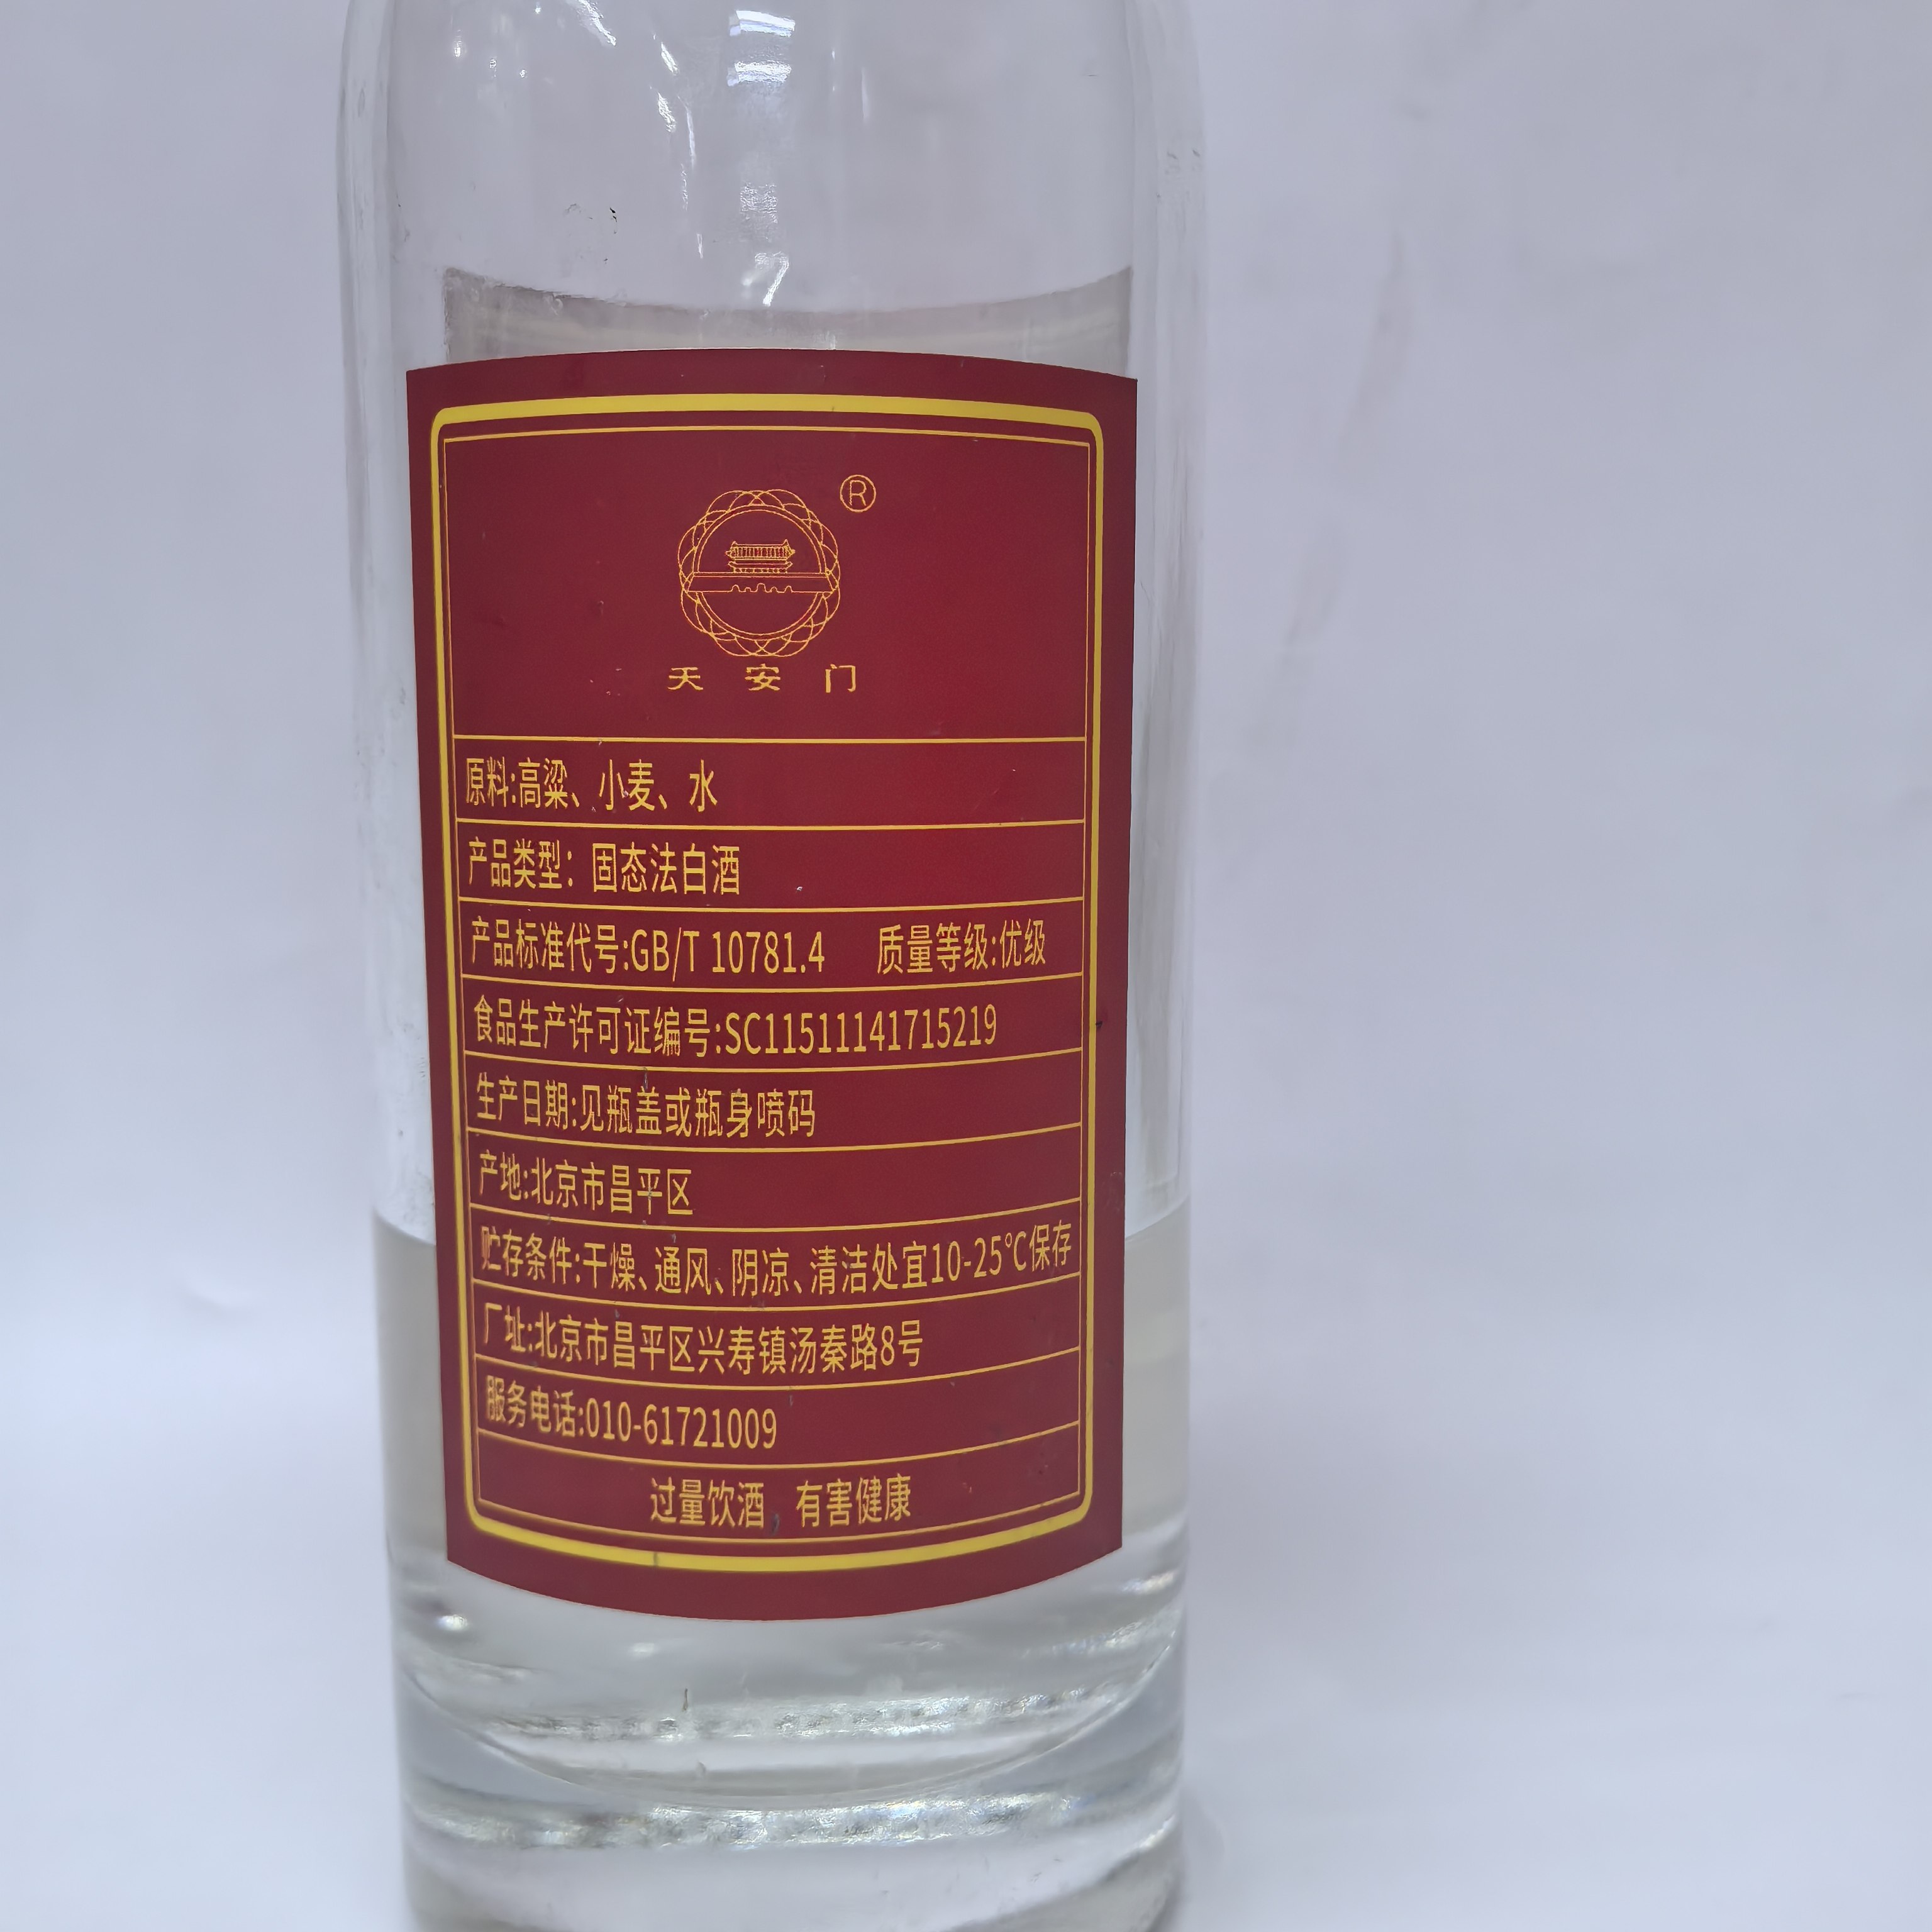 ®
天安门
原料:高粱、小麦、水
产品类型：固态法白酒
产品标准代号:GB/T 10781.4 质量等级:优级
食品生产许可证编号:SC11511141715219
生产日期:见瓶盖或瓶身喷码
产地:北京市昌平区
贮存条件:干燥、通风、阴凉、清洁处宜10-25℃保存
厂址:北京市昌平区兴寿镇汤秦路8号
服务电话:010-61721009
过量饮酒 有害健康